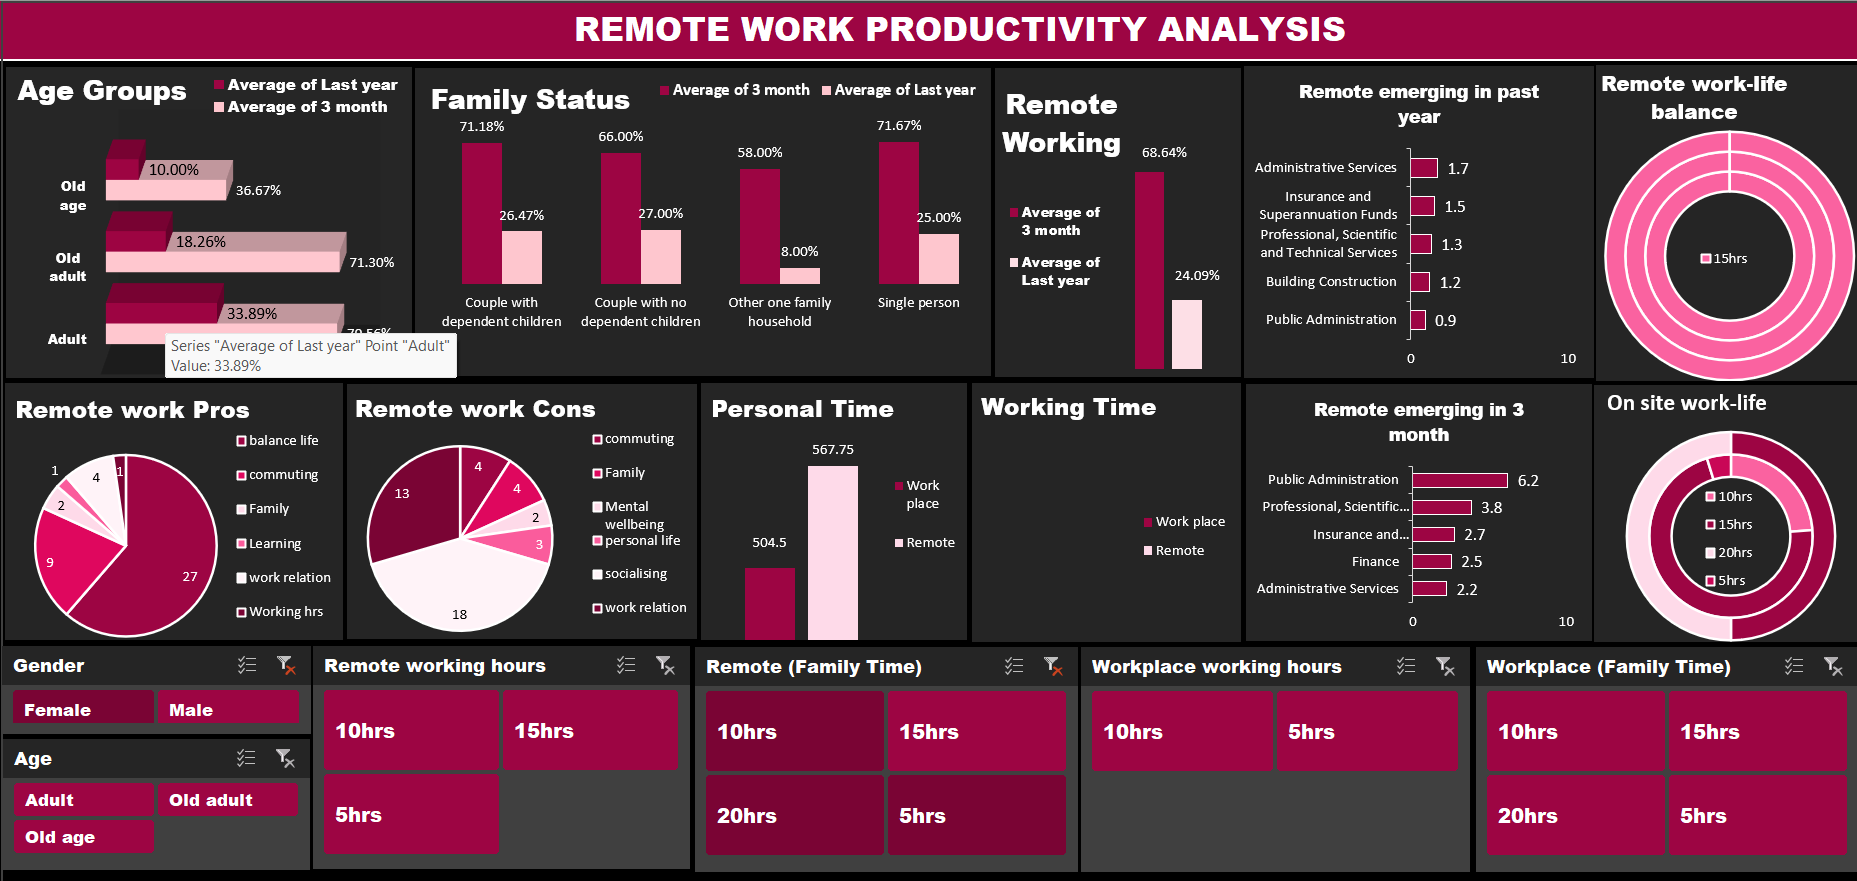 REMOTE WORK PRODUCTIVITY ANALYSIS
Age Groups
Average of Last year
Average of 3 month
10.00%
36.67%
Old
age
18.26%
71.30%
Old
adult
33.89%
Adult
Series "Average of Last year" Point "Adult"
Value: 33.89%
Family Status
Average of 3 month
Average of Last year
71.18%
26.47%
66.00%
27.00%
58.00%
8.00%
71.67%
25.00%
Couple with
dependent children
Couple with no
dependent children
Other one family
household
Single person
Remote
Working
68.64%
24.09%
Average of
3 month
Average of
Last year
Remote emerging in past
year
Administrative Services
1.7
Insurance and
Superannuation Funds
1.5
Professional, Scientific
and Technical Services
1.3
Building Construction
1.2
Public Administration
0.9
0
10
Remote work-life
balance
15hrs
Remote work Pros
1
4
1
2
9
27
balance life
commuting
Family
Learning
work relation
Working hrs
Remote work Cons
4
4
2
3
18
13
commuting
Family
Mental
wellbeing
personal life
socialising
work relation
Personal Time
504.5
567.75
Work
place
Remote
Working Time
Work place
Remote
Remote emerging in 3
month
Public Administration
6.2
Professional, Scientific...
3.8
Insurance and...
2.7
Finance
2.5
Administrative Services
2.2
0
10
On site work-life
10hrs
15hrs
20hrs
5hrs
Gender
Female
Male
Age
Adult
Old adult
Old age
Remote working hours
10hrs
15hrs
5hrs
Remote (Family Time)
10hrs
15hrs
20hrs
5hrs
Workplace working hours
10hrs
5hrs
Workplace (Family Time)
10hrs
15hrs
20hrs
5hrs